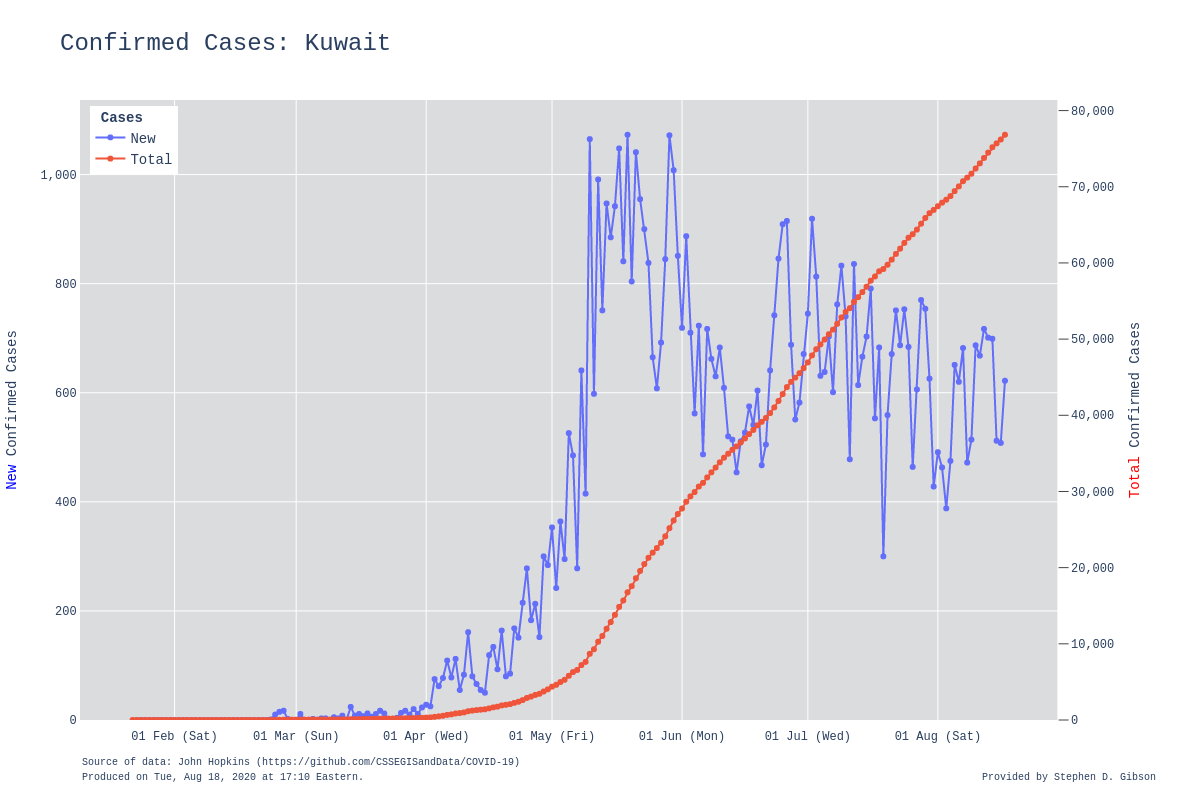 Confirmed Cases: Kuwait
Cases
New
Total
1,000
800
600
400
200
0
New Confirmed Cases
80,000
70,000
60,000
50,000
40,000
30,000
20,000
10,000
0
Total Confirmed Cases
01 Feb (Sat)
01 Mar (Sun)
01 Apr (Wed)
01 May (Fri)
01 Jun (Mon)
01 Jul (Wed)
01 Aug (Sat)
Source of data: John Hopkins (https://github.com/CSSEGISandData/COVID-19)
Produced on Tue, Aug 18, 2020 at 17:10 Eastern.
Provided by Stephen D. Gibson